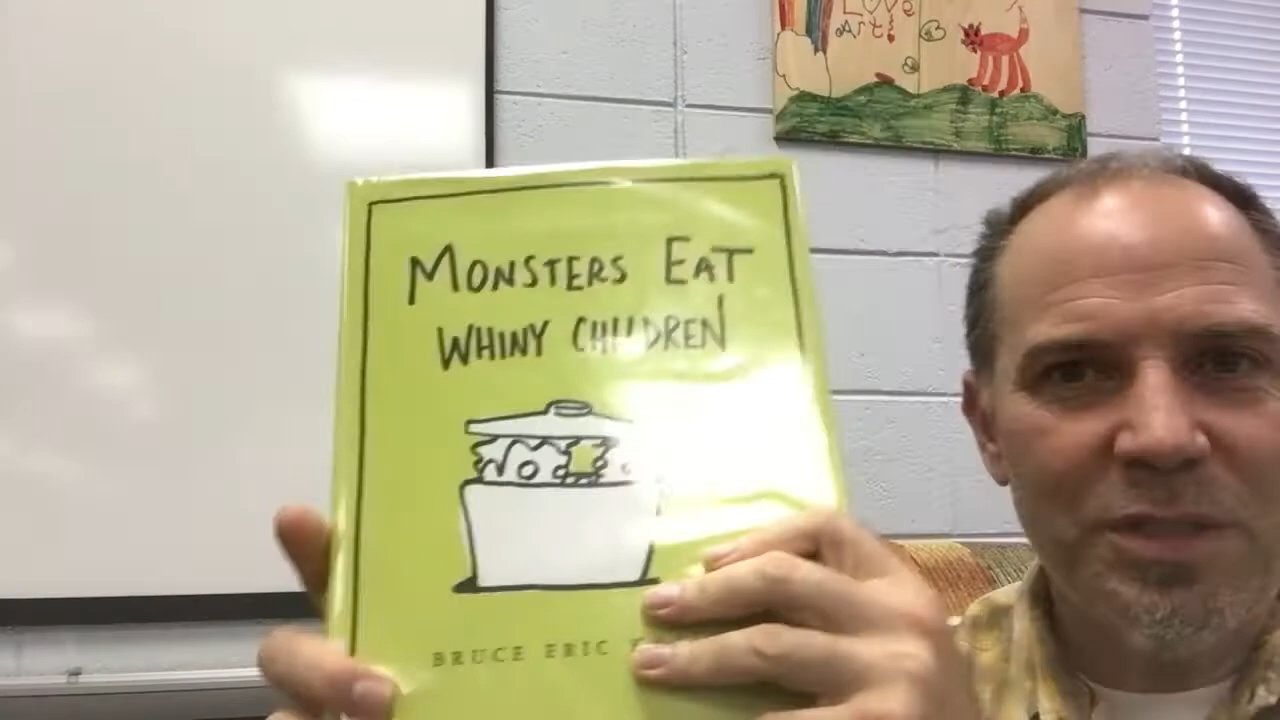 Love
Art!
MONSTERS EAT
WHINY CHILDREN
BRUCE ERIC